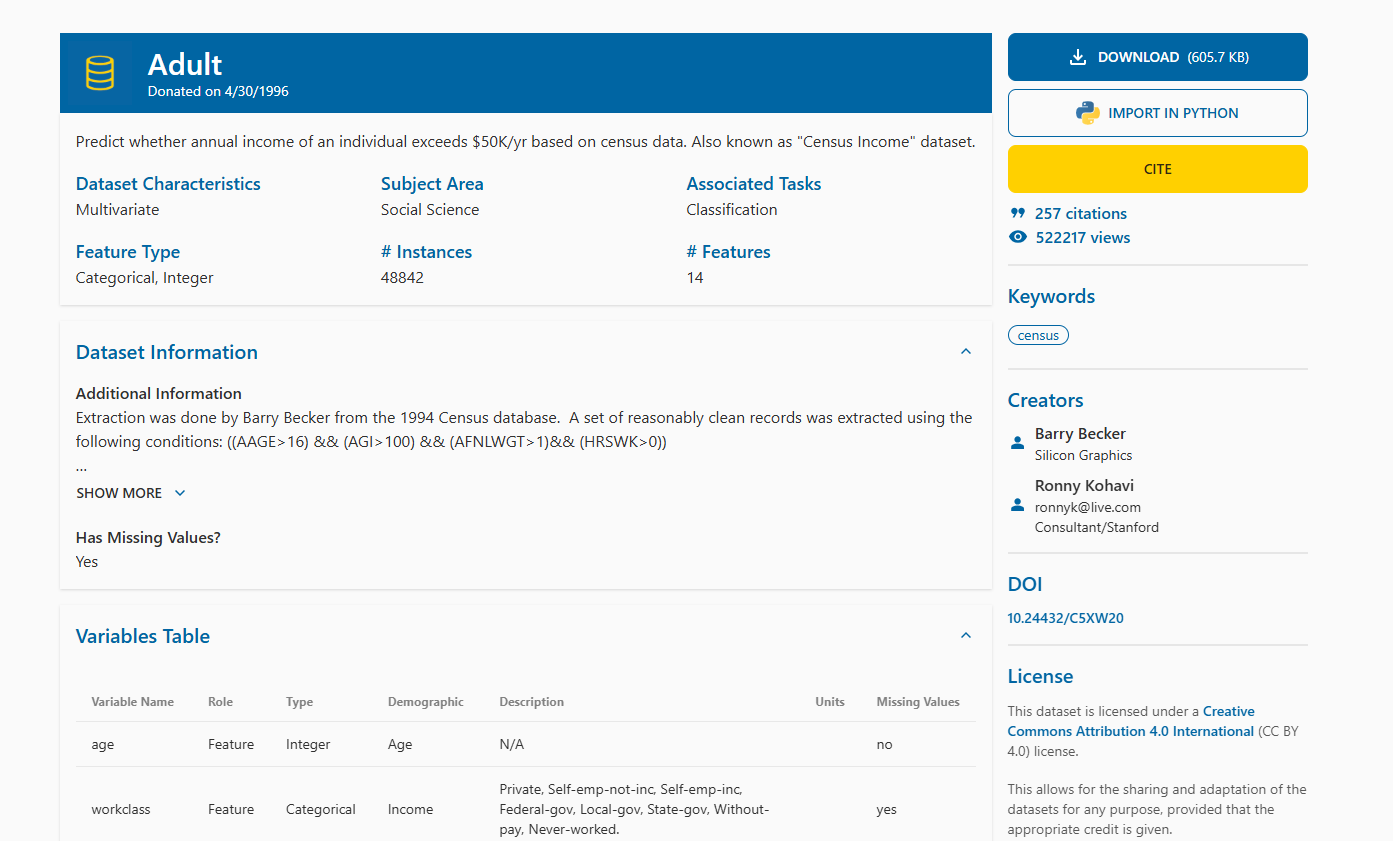 Adult
Donated on 4/30/1996
Predict whether annual income of an individual exceeds $50K/yr based on census data. Also known as "Census Income" dataset.
Dataset Characteristics
Multivariate
Subject Area
Social Science
Associated Tasks
Classification
Feature Type
Categorical, Integer
# Instances
48842
# Features
14
Dataset Information
Additional Information
Extraction was done by Barry Becker from the 1994 Census database.  A set of reasonably clean records was extracted using the
following conditions: ((AAGE>16) && (AGI>100) && (AFNLWGT>1)&& (HRSWK>0))
...
SHOW MORE
Has Missing Values?
Yes
Variables Table
Variable Name Role Type Demographic Description Units Missing Values
age Feature Integer Age N/A no
workclass Feature Categorical Income Private, Self-emp-not-inc, Self-emp-inc,
Federal-gov, Local-gov, State-gov, Without-
pay, Never-worked. yes
DOWNLOAD (605.7 KB)
IMPORT IN PYTHON
CITE
257 citations
522217 views
Keywords
census
Creators
Barry Becker
Silicon Graphics
Ronny Kohavi
ronnyk@live.com
Consultant/Stanford
DOI
10.24432/C5XW20
License
This dataset is licensed under a Creative
Commons Attribution 4.0 International (CC BY
4.0) license.
This allows for the sharing and adaptation of the
datasets for any purpose, provided that the
appropriate credit is given.